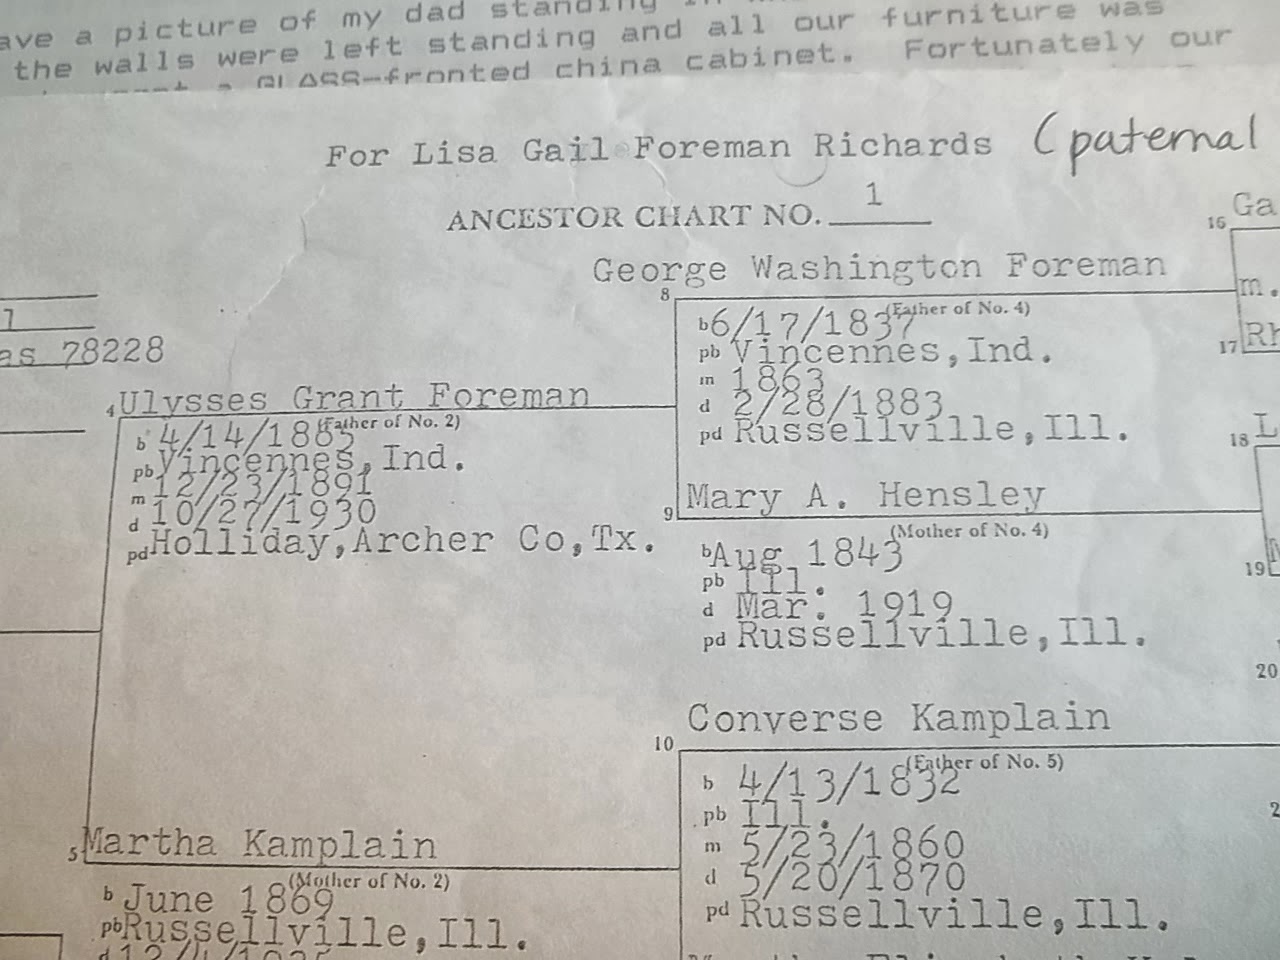 ave a picture of my dad standing
the walls were left standing and all our furniture was
a GLASS-fronted china cabinet. Fortunately our
For Lisa Gail Foreman Richards (paternal
ANCESTOR CHART NO. 1
16 Ga
George Washington Foreman
8
(Father of No. 4)
m.
b 6/17/1837
17 Rh
pb Vincennes, Ind.
m 1863
d 2/28/1883
pd Russellville, Ill.
as 78228
4 Ulysses Grant Foreman
(Father of No. 2)
b 4/14/1865
pb Vincennes, Ind.
m 12/23/1891
d 10/27/1930
pd Holliday, Archer Co, Tx.
18 L
9 Mary A. Hensley
(Mother of No. 4)
b Aug. 1843
pb Ill.
d Mar. 1919
pd Russellville, Ill.
19
20
Converse Kamplain
10
(Father of No. 5)
b 4/13/1832
pb Ill.
m 5/23/1860
d 5/20/1870
pd Russellville, Ill.
2
5 Martha Kamplain
(Mother of No. 2)
b June 1869
pb Russellville, Ill.